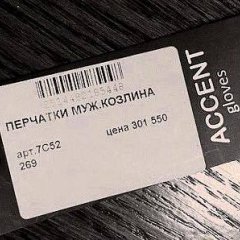 ПЕРЧАТКИ МУЖ.КОЗЛИНА
цена 301 550
арт.7С52
269
ACCENT
gloves